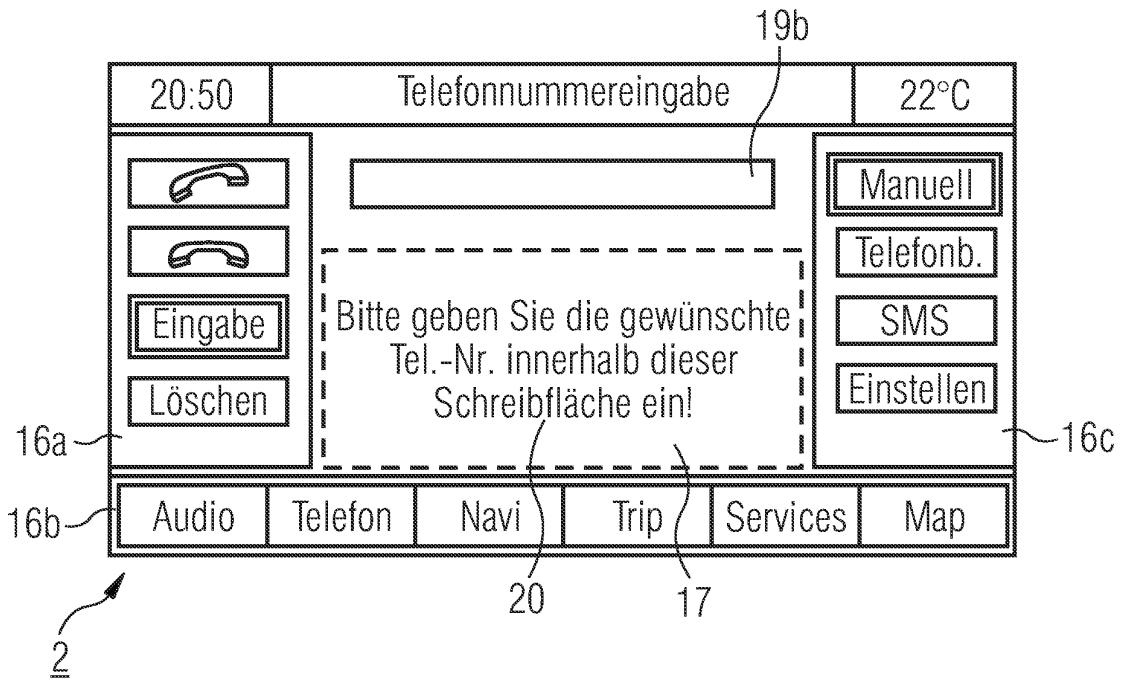 19b
20:50
Telefonnummereingabe
22°C
Manuell
Telefonb.
Eingabe
Bitte geben Sie die gewünschte
Tel.-Nr. innerhalb dieser
Schreibfläche ein!
SMS
Löschen
Einstellen
16a
16c
16b
Audio
Telefon
Navi
Trip
Services
Map
20
17
2